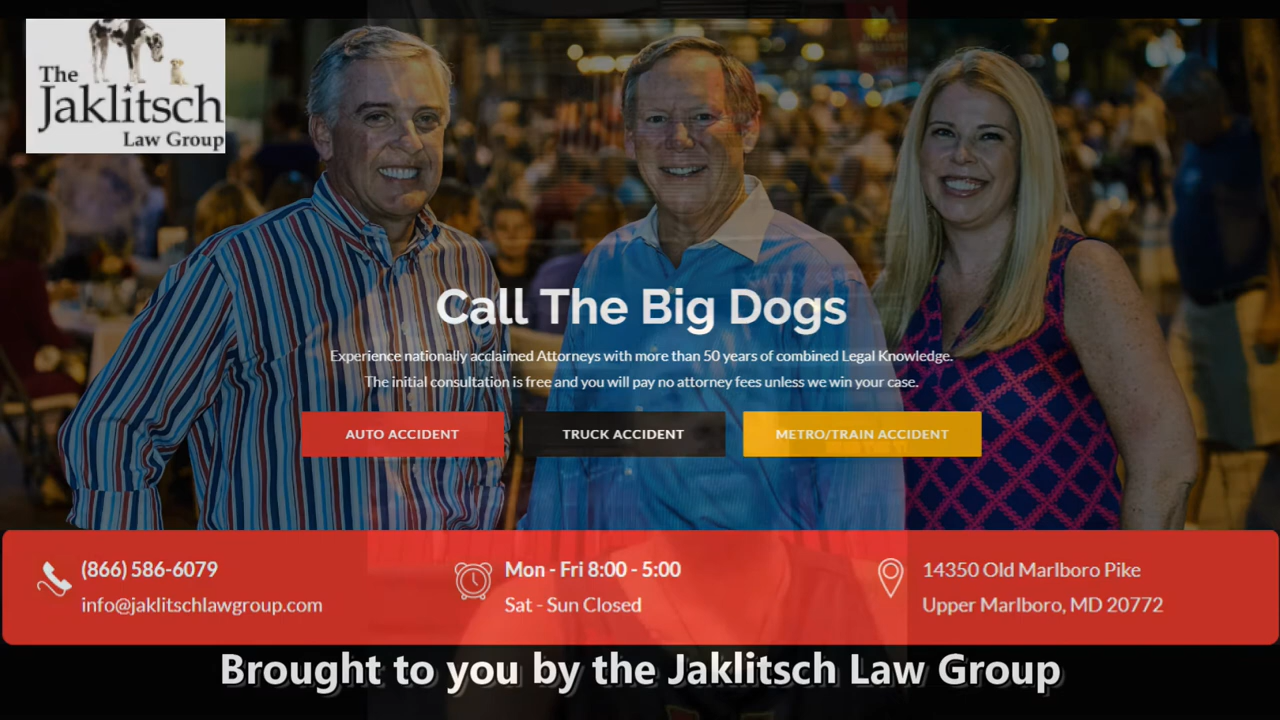 The
Jaklitsch
Law Group
Call The Big Dogs
Experience nationally acclaimed Attorneys with more than 50 years of combined Legal Knowledge.
The initial consultation is free and you will pay no attorney fees unless we win your case.
AUTO ACCIDENT
TRUCK ACCIDENT
METRO/TRAIN ACCIDENT
(866) 586-6079
info@jaklitschlawgroup.com
Mon - Fri 8:00 - 5:00
Sat - Sun Closed
14350 Old Marlboro Pike
Upper Marlboro, MD 20772
Brought to you by the Jaklitsch Law Group